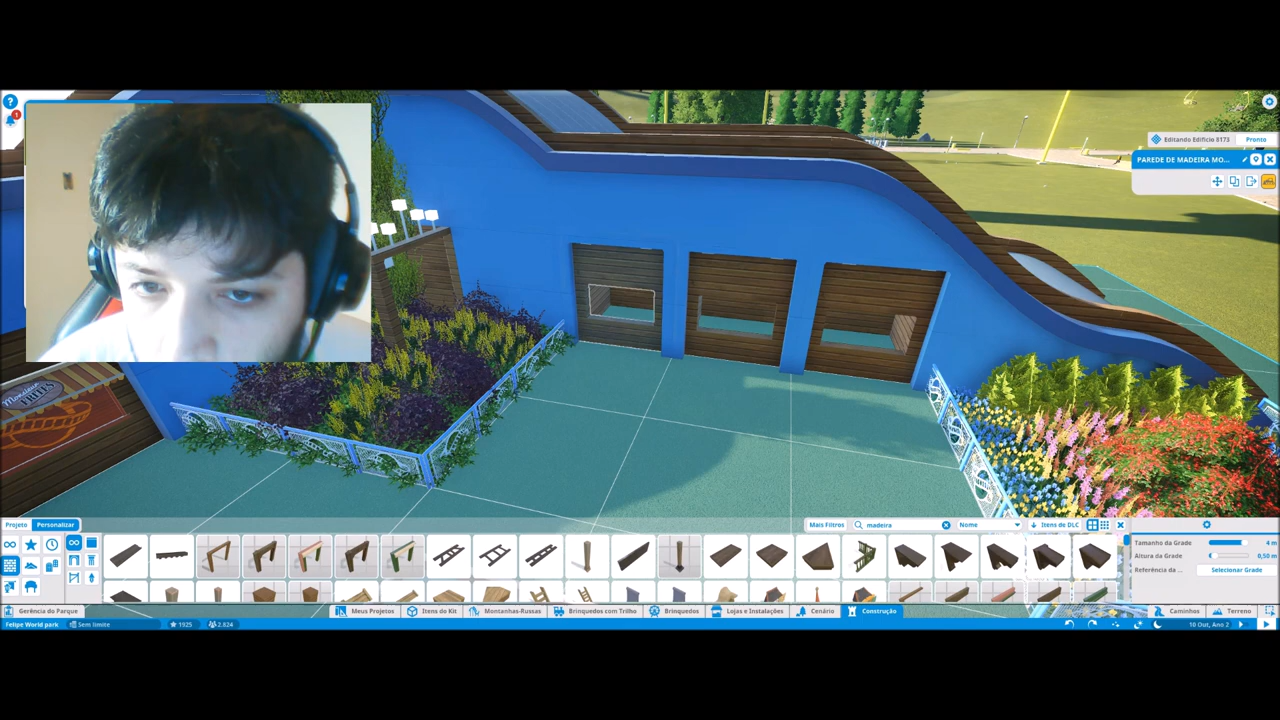 ?
1
Editando Edifício 8173
Pronto
PAREDE DE MADEIRA MO...
FRITES
Projeto
Personalizar
Mais Filtros
madeira
Nome
Itens de DLC
Tamanho da Grade
4 m
Altura da Grade
0,50 m
Referência da ...
Selecionar Grade
Gerência do Parque
Meus Projetos
Itens do Kit
Montanhas-Russas
Brinquedos com Trilho
Brinquedos
Lojas e Instalações
Cenário
Construção
Caminhos
Terreno
Felipe World park
Sem limite
1925
2.824
10 Out, Ano 2